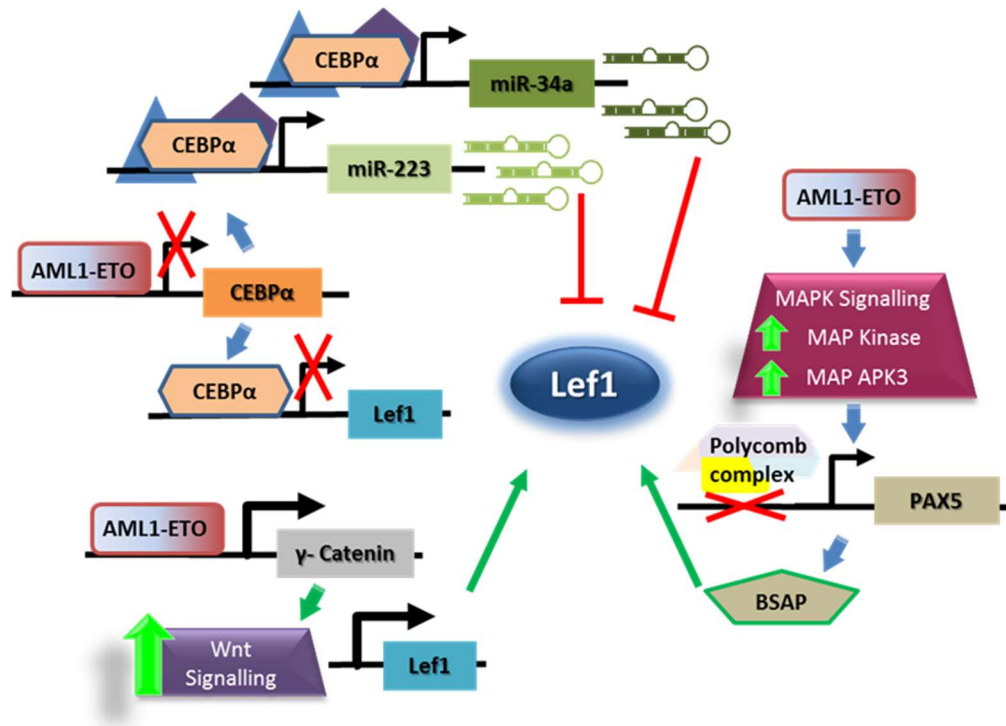 CEBPα
miR-34a
CEBPα
miR-223
AML1-ETO
AML1-ETO
CEBPα
MAPK Signalling
MAP Kinase
MAP APK3
CEBPα
Lef1
Lef1
Polycomb
complex
PAX5
AML1-ETO
γ- Catenin
BSAP
Wnt
Signalling
Lef1